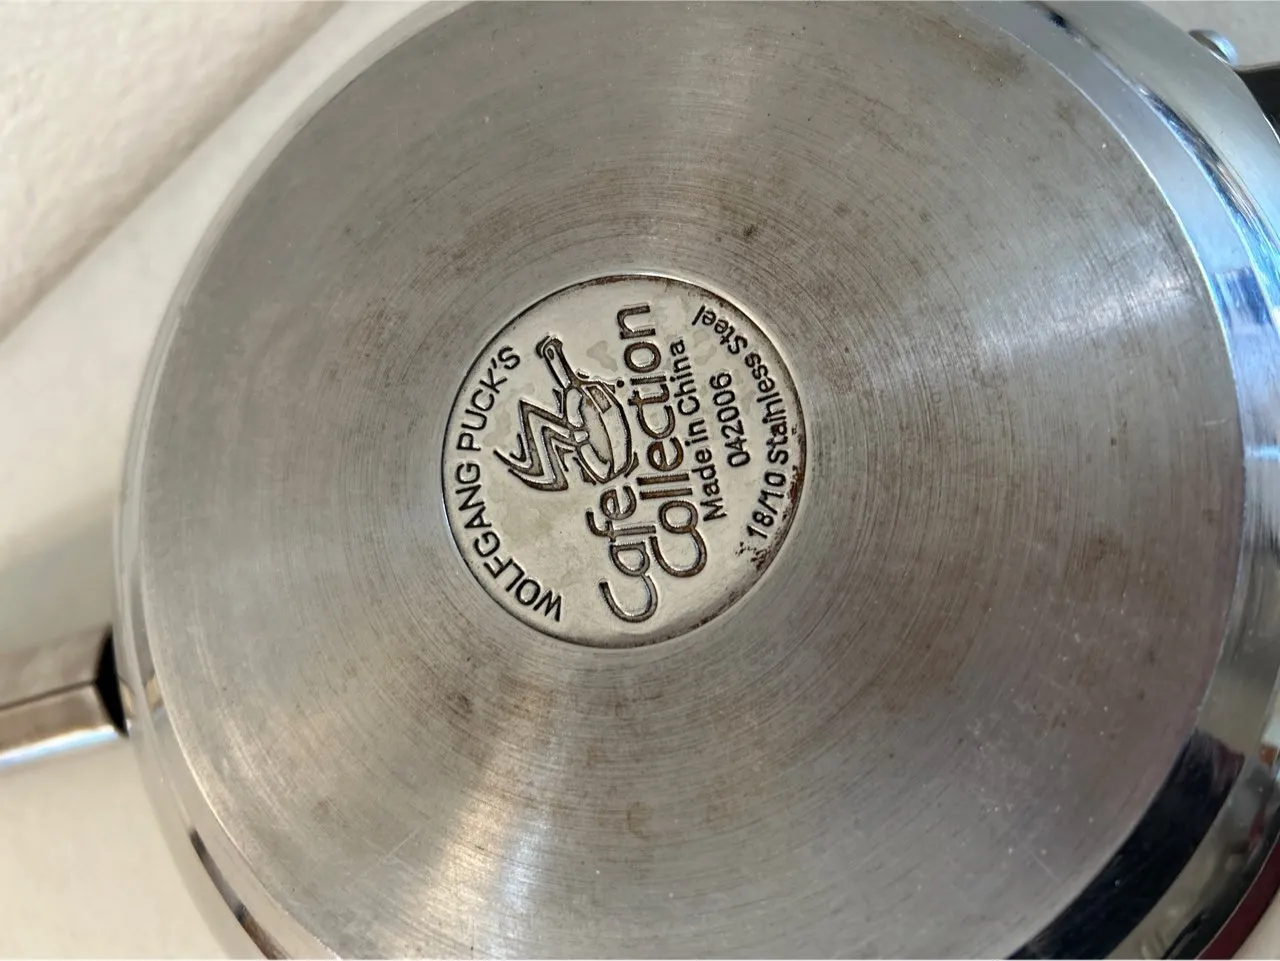 WOLFGANG PUCK'S
Cafe
Collection
Made in China
042006
18/10 Stainless Steel